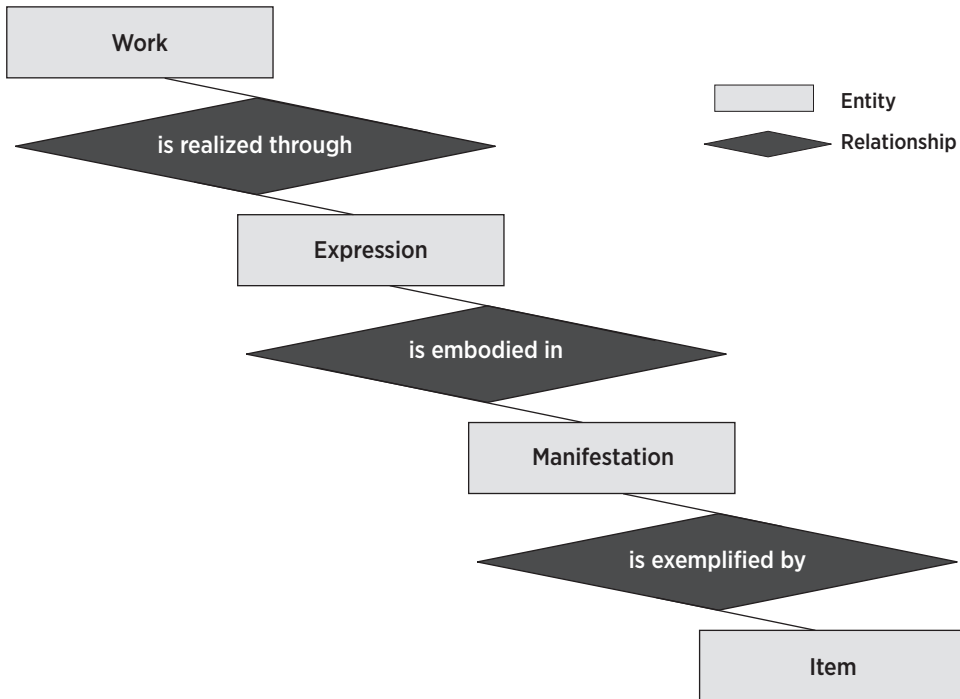 Work
Entity
is realized through
Relationship
Expression
is embodied in
Manifestation
is exemplified by
Item